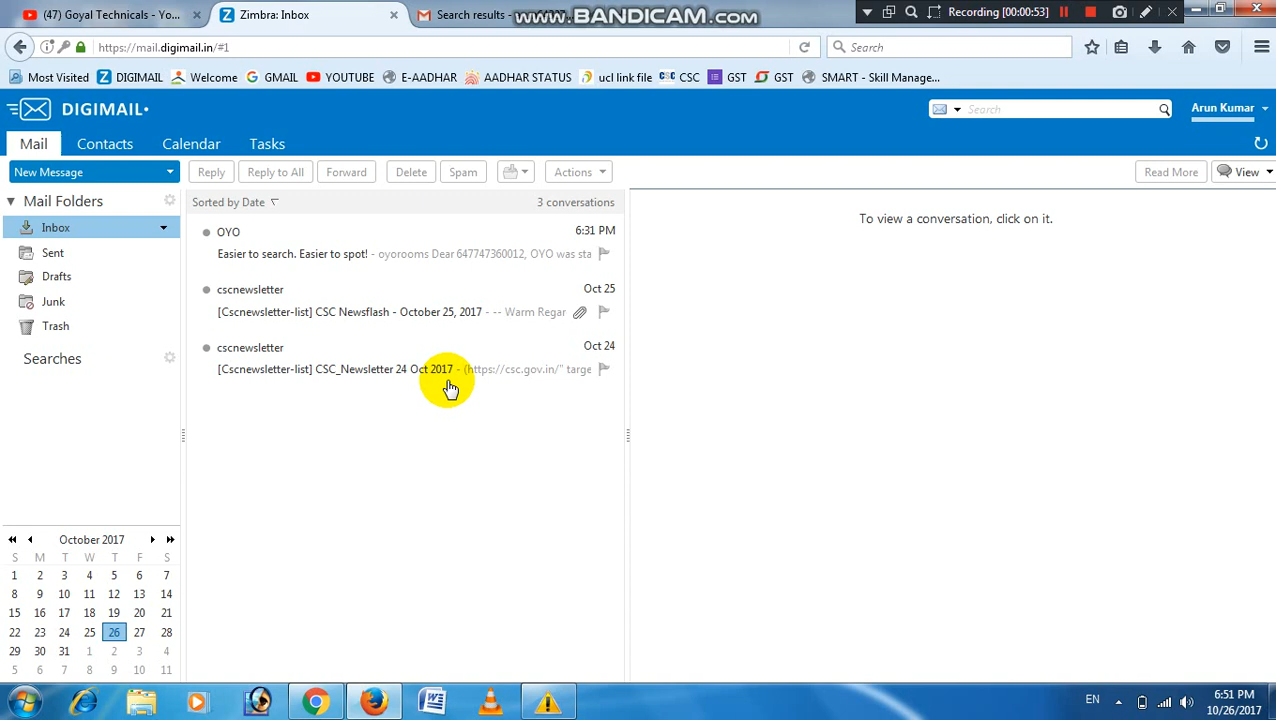 (47) Goyal Technicals - You...
Zimbra: Inbox
Search results -
www.BANDICAM.com
Recording [00:00:53]
https://mail.digimail.in/#1
Search
Most Visited
DIGIMAIL
Welcome
GMAIL
YOUTUBE
E-AADHAR
AADHAR STATUS
ucl link file
CSC
GST
GST
SMART - Skill Manage...
DIGIMAIL
Search
Arun Kumar
Mail
Contacts
Calendar
Tasks
New Message
Reply
Reply to All
Forward
Delete
Spam
Actions
Read More
View
Mail Folders
Inbox
Sent
Drafts
Junk
Trash
Searches
Sorted by Date
3 conversations
OYO
6:31 PM
Easier to search. Easier to spot! - oyorooms Dear 647747360012, OYO was sta
cscnewsletter
Oct 25
[Cscnewsletter-list] CSC Newsflash - October 25, 2017 - -- Warm Regar
cscnewsletter
Oct 24
[Cscnewsletter-list] CSC_Newsletter 24 Oct 2017 - (https://csc.gov.in/" targe
To view a conversation, click on it.
October 2017
S M T W T F S
1 2 3 4 5 6 7
8 9 10 11 12 13 14
15 16 17 18 19 20 21
22 23 24 25 26 27 28
29 30 31 1 2 3 4
5 6 7 8 9 10 11
EN
6:51 PM
10/26/2017